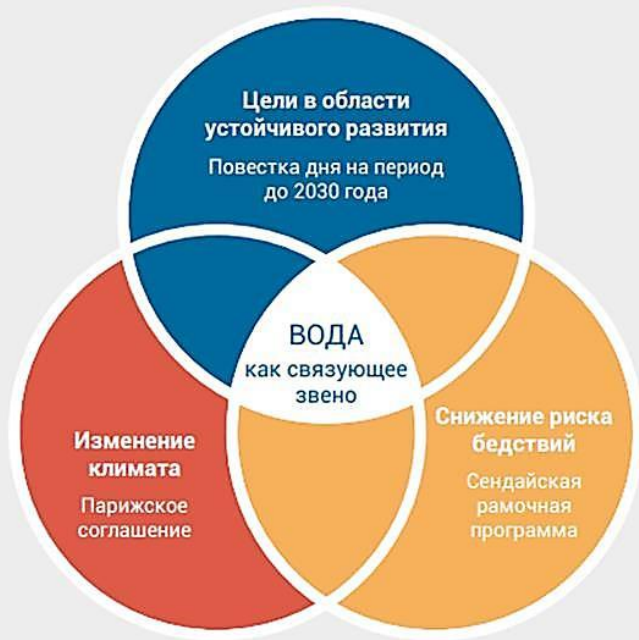 Цели в области
устойчивого развития
Повестка дня на период
до 2030 года
ВОДА
как связующее
звено
Изменение
климата
Парижское
соглашение
Снижение риска
бедствий
Сендайская
рамочная
программа